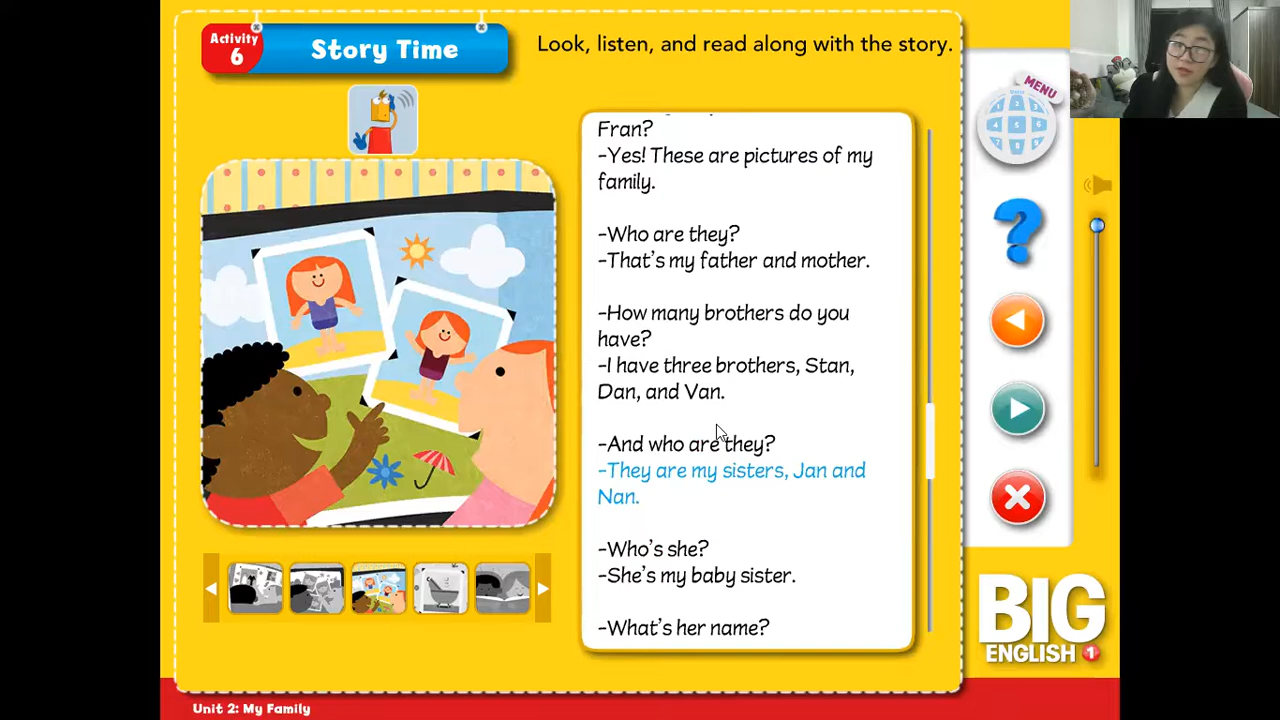 Activity
6
Story Time
Look, listen, and read along with the story.
MENU
Fran?
-Yes! These are pictures of my
family.
-Who are they?
-That's my father and mother.
-How many brothers do you
have?
-I have three brothers, Stan,
Dan, and Van.
-And who are they?
-They are my sisters, Jan and
Nan.
-Who's she?
-She's my baby sister.
-What's her name?
?
BIG
ENGLISH 1
Unit 2: My Family